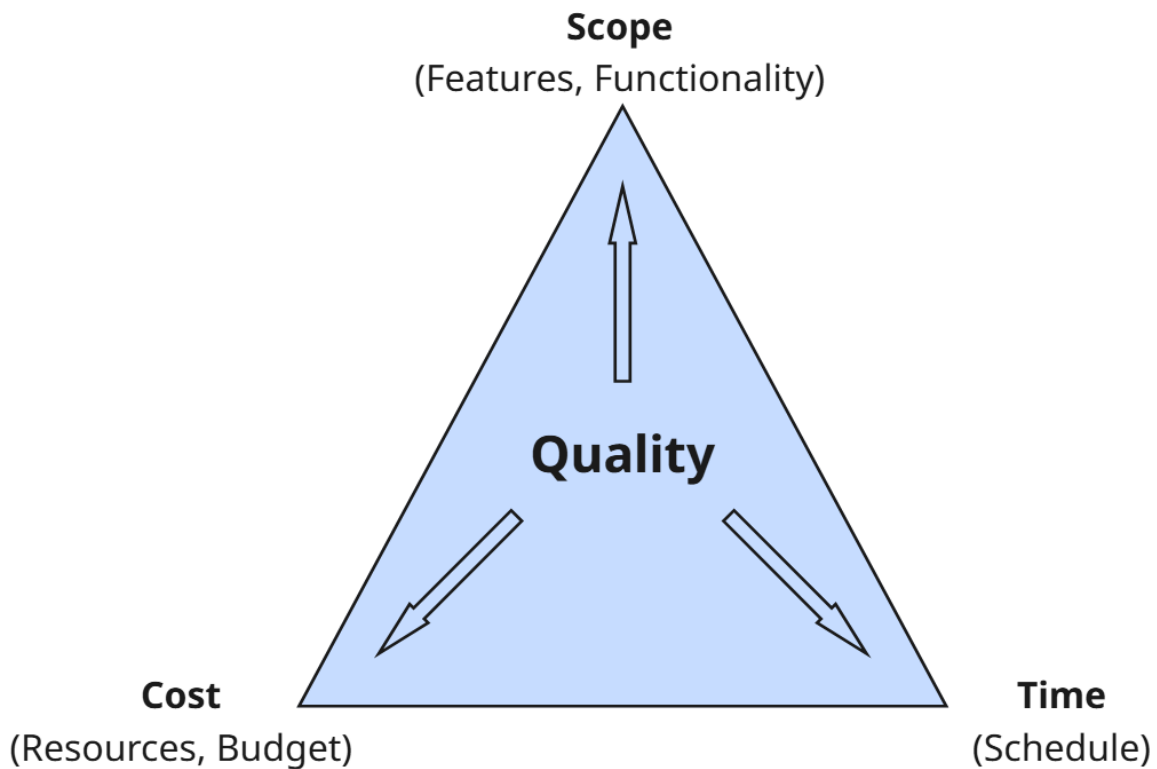 Scope
(Features, Functionality)
Quality
Cost
(Resources, Budget)
Time
(Schedule)